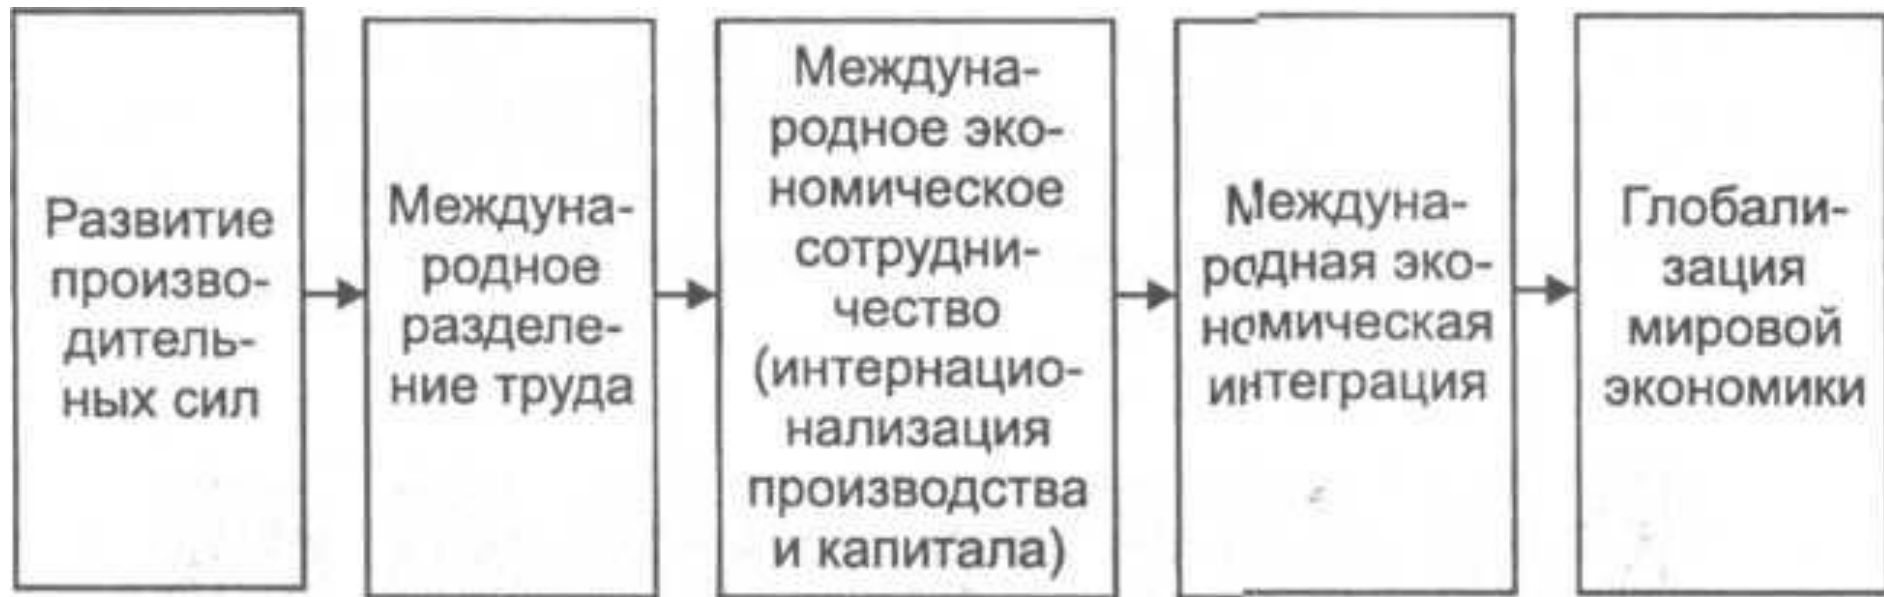 Развитие
произво-
дитель-
ных сил
Междуна-
родное
разделе-
ние труда
Междуна-
родное эко-
номическое
сотрудни-
чество
(интернацио-
нализация
производства
и капитала)
Междуна-
родная эко-
номическая
интеграция
Глобали-
зация
мировой
экономики